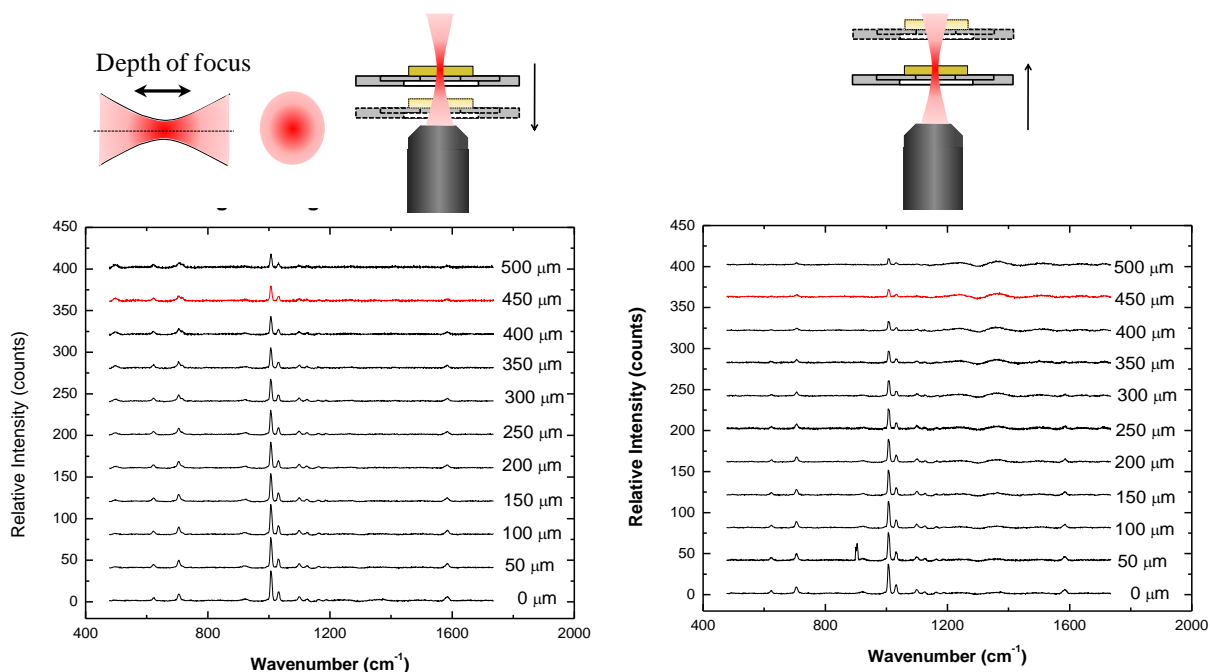 Depth of focus
450
400
350
300
250
200
150
100
50
0
500 μm
450 μm
400 μm
350 μm
300 μm
250 μm
200 μm
150 μm
100 μm
50 μm
0 μm
400
800
1200
1600
2000
Relative Intensity (counts)
Wavenumber (cm⁻¹)
450
400
350
300
250
200
150
100
50
0
500 μm
450 μm
400 μm
350 μm
300 μm
250 μm
200 μm
150 μm
100 μm
50 μm
0 μm
400
800
1200
1600
2000
Relative Intensity (counts)
Wavenumber (cm⁻¹)